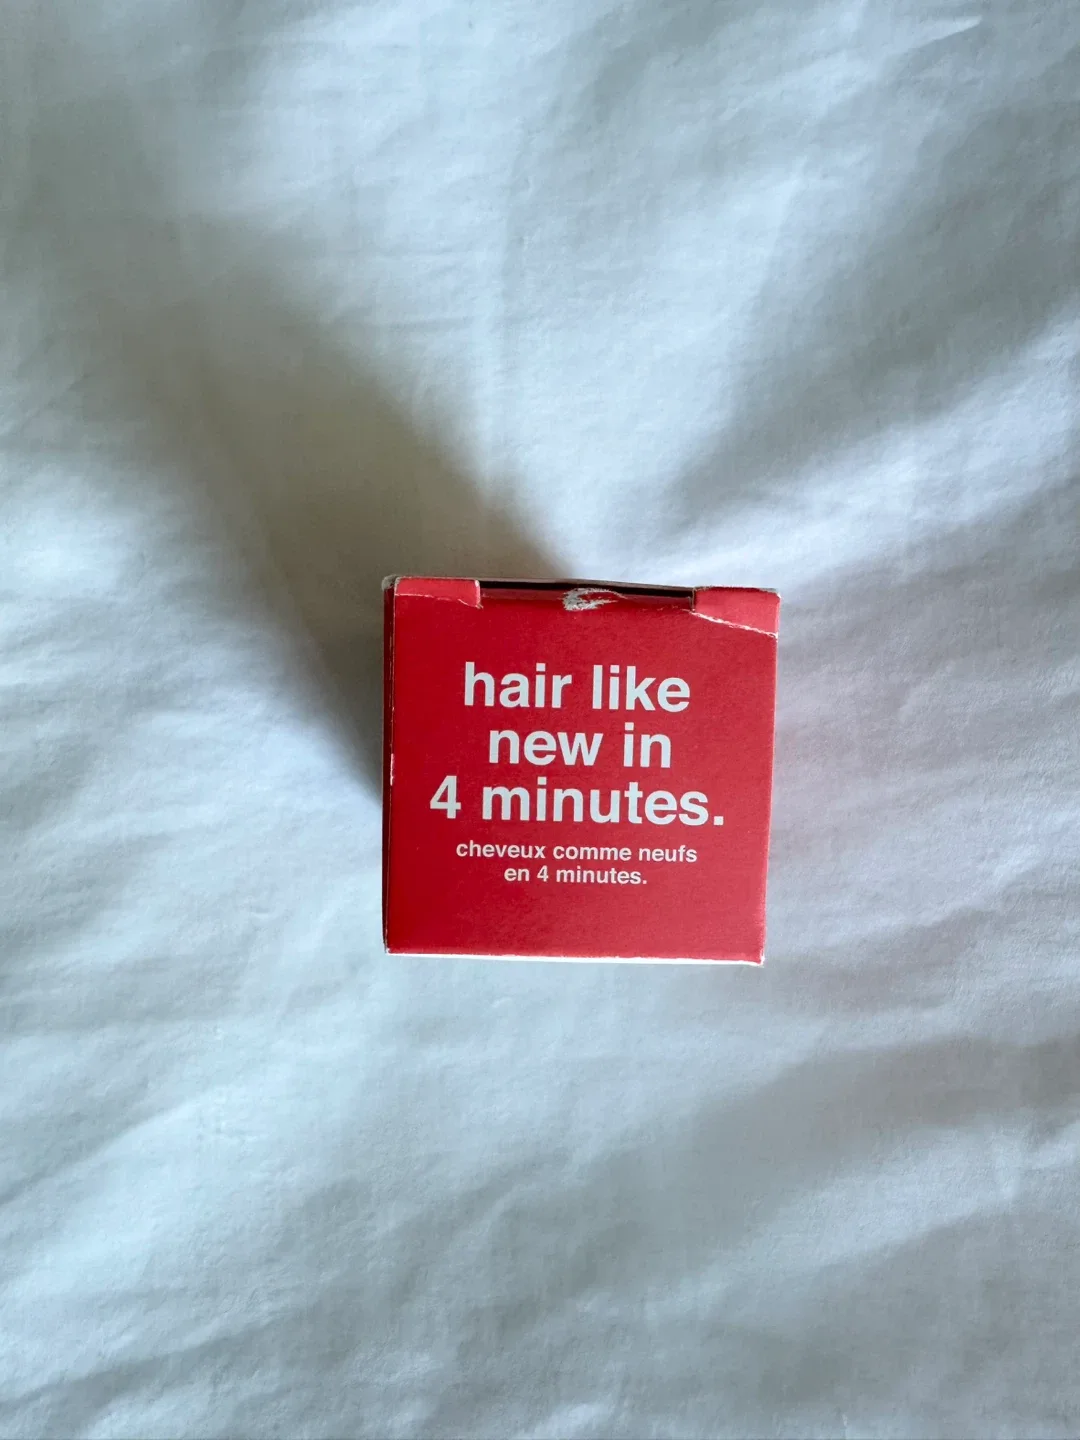 hair like
new in
4 minutes.
cheveux comme neufs
en 4 minutes.